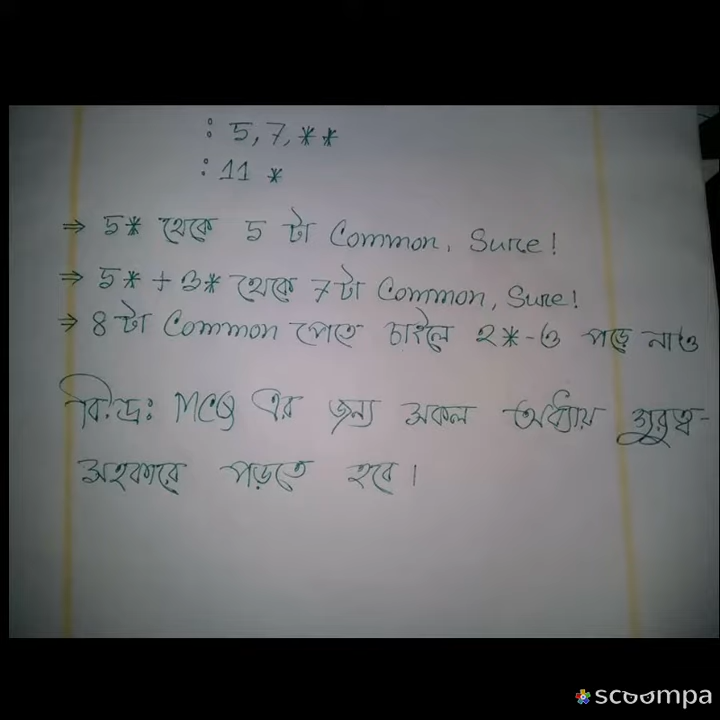 : 5, 7, **
: 11 *
⇒ 5* থেকে 5 টা Common, Sure!
⇒ 5* + 3* থেকে 7 টা Common, Sure!
⇒ 8 টা Common পেতে চাইলে ২*-ও পড়ে নাও
বি:দ্র: MCQ এর জন্য সকল অধ্যায় গুরুত্ব-
সহকারে পড়তে হবে।
scoompa